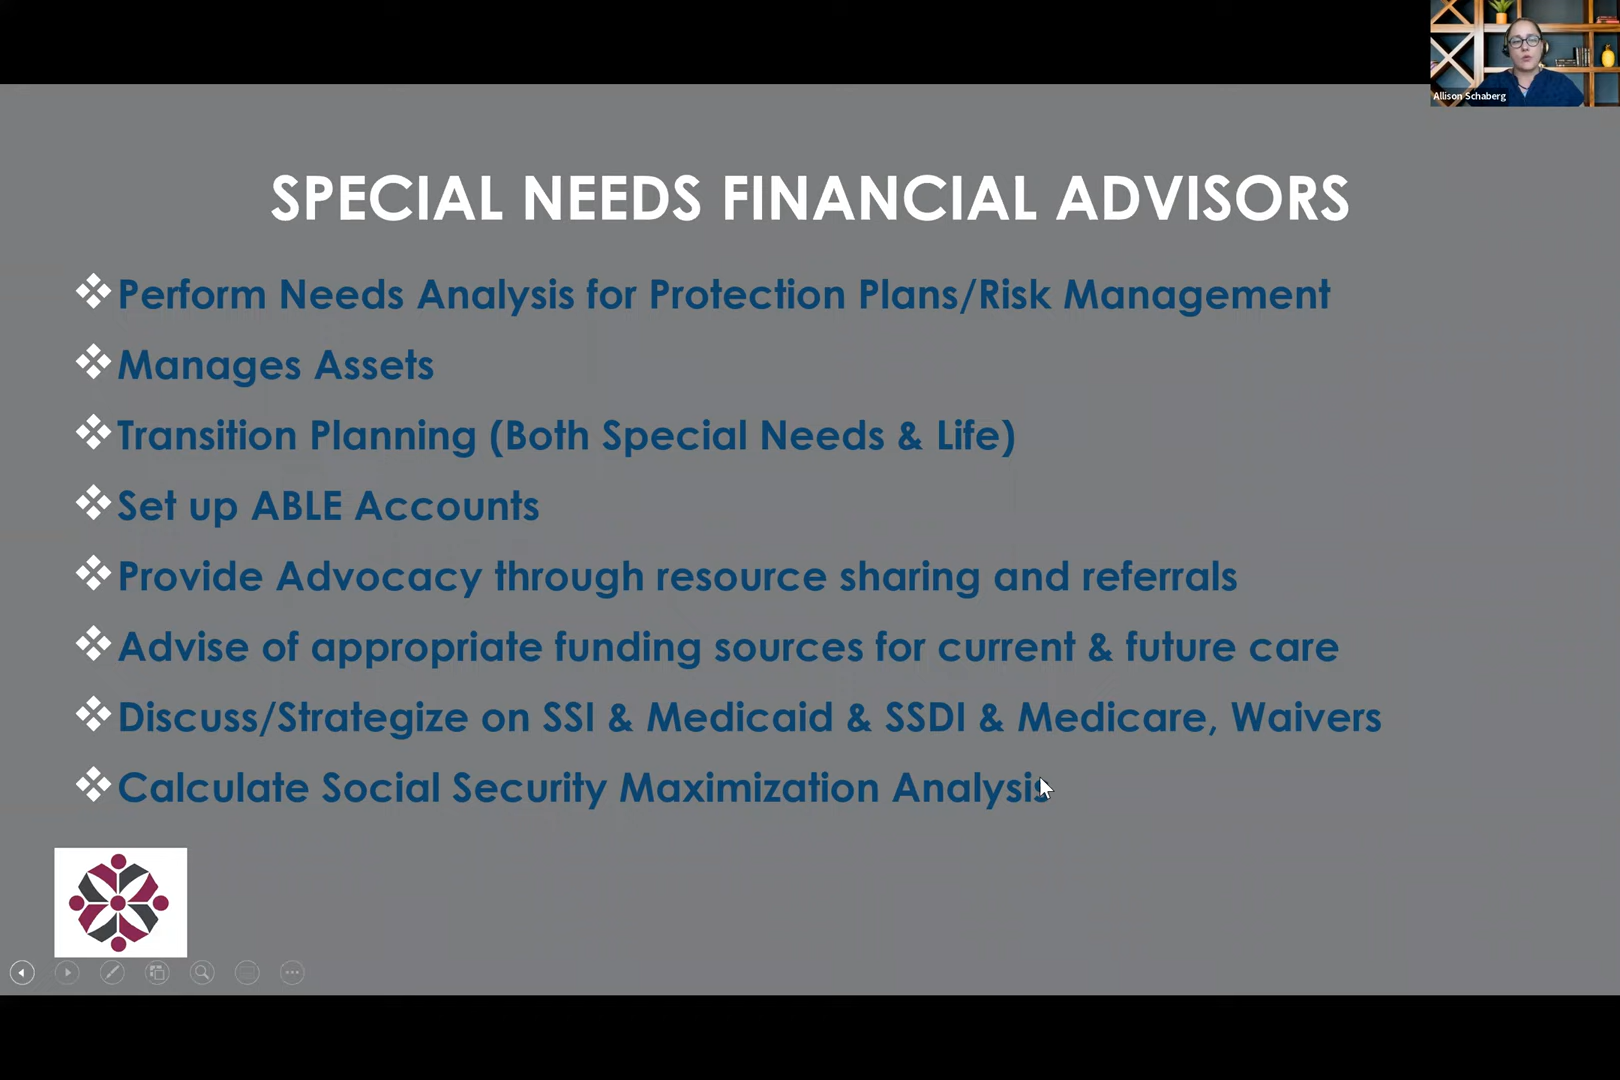 Allison Schaberg
SPECIAL NEEDS FINANCIAL ADVISORS
Perform Needs Analysis for Protection Plans/Risk Management
Manages Assets
Transition Planning (Both Special Needs & Life)
Set up ABLE Accounts
Provide Advocacy through resource sharing and referrals
Advise of appropriate funding sources for current & future care
Discuss/Strategize on SSI & Medicaid & SSDI & Medicare, Waivers
Calculate Social Security Maximization Analysis